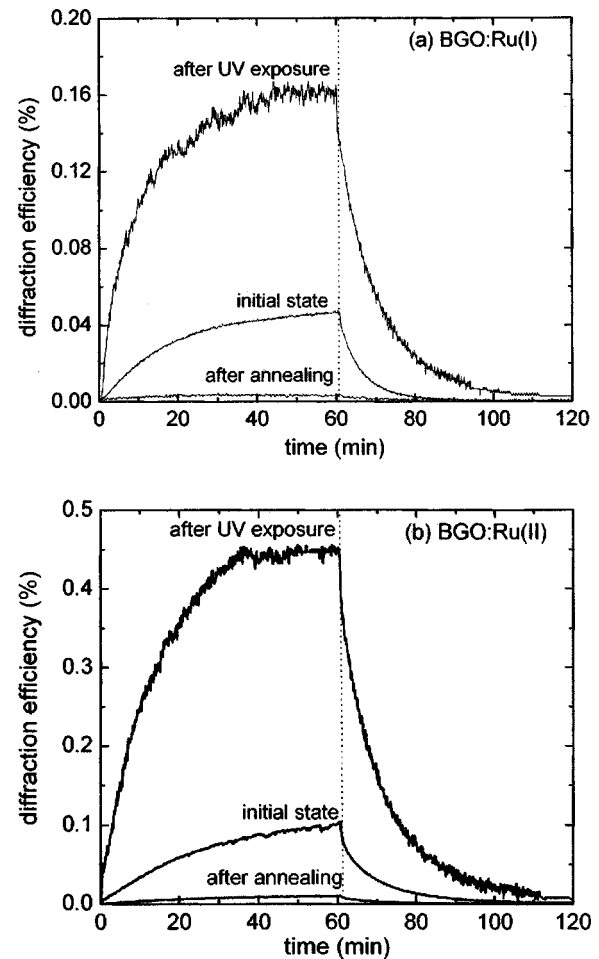 (a) BGO:Ru(I)
after UV exposure
initial state
after annealing
diffraction efficiency (%)
0.20
0.16
0.12
0.08
0.04
0.00
0 20 40 60 80 100 120
time (min)
(b) BGO:Ru(II)
after UV exposure
initial state
after annealing
diffraction efficiency (%)
0.5
0.4
0.3
0.2
0.1
0.0
0 20 40 60 80 100 120
time (min)